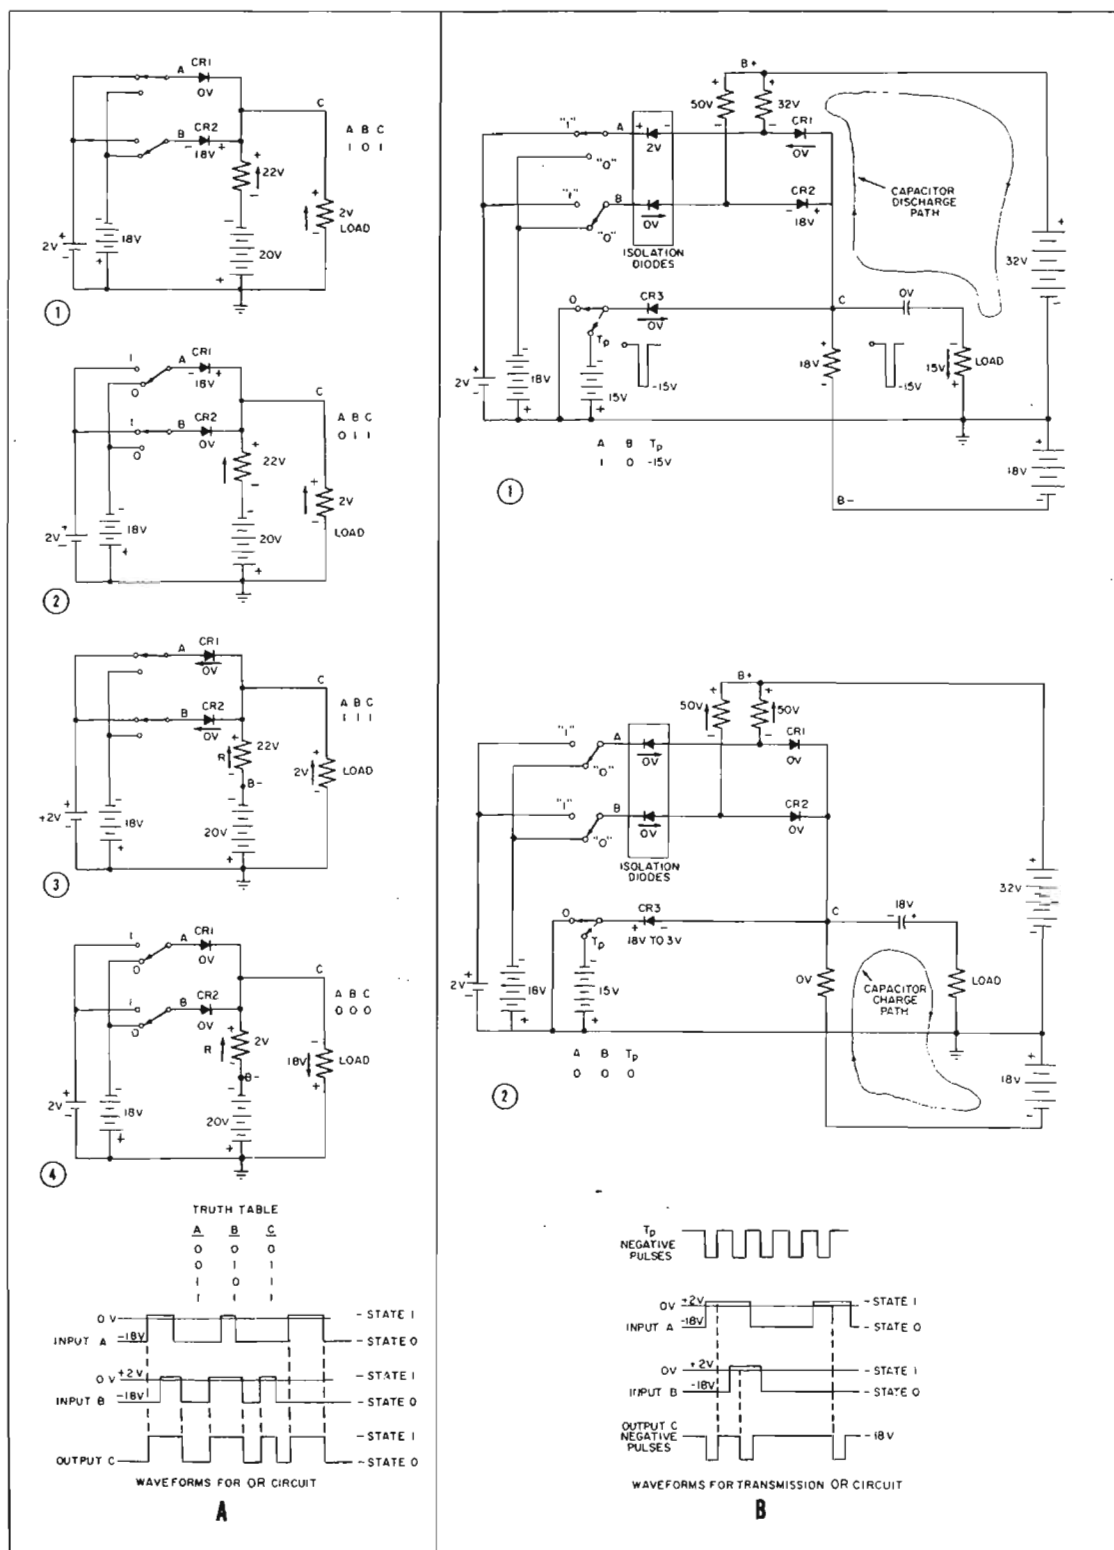 A CR1
0V
C
A B C
1 0 1
B CR2
- 18V +
+
22V
-
+
2V
-
LOAD
2V
18V
20V
1
1 A CR1
- 18V +
0
C
A B C
0 1 1
1 B CR2
0V
0
22V
2V
LOAD
2V
18V
20V
2
A CR1
0V
C
A B C
1 1 1
B CR2
0V
R 22V
B-
2V LOAD
+2V
18V
20V
3
1 A CR1
0V
0
C
A B C
0 0 0
1 B CR2
0V
0
R 2V
B-
18V LOAD
2V
18V
20V
4
TRUTH TABLE
A B C
0 0 0
0 1 1
1 0 1
1 1 1
0V - STATE 1
INPUT A -18V - STATE 0
0V +2V - STATE 1
INPUT B -18V - STATE 0
- STATE 1
OUTPUT C - STATE 0
WAVEFORMS FOR OR CIRCUIT
A
B+
50V 32V
"1" A + - CR1
2V 0V
"0"
CR2
"1" B - 18V +
0V
"0"
ISOLATION
DIODES
CAPACITOR
DISCHARGE
PATH
32V
0 CR3
0V
Tp
C 0V
-15V
18V
-15V
15V LOAD
2V
18V
15V
A B Tp
1 0 -15V
18V
B-
1
B+
50V 50V
"1" A CR1
0V 0V
"0"
"1" B CR2
0V 0V
"0"
ISOLATION
DIODES
32V
0 CR3
+ 18V TO 3V -
Tp
C 18V
- +
0V
CAPACITOR
CHARGE
PATH
LOAD
2V
18V
15V
A B Tp
0 0 0
18V
2
Tp
NEGATIVE
PULSES
0V +2V - STATE 1
INPUT A -18V - STATE 0
0V +2V - STATE 1
INPUT B -18V - STATE 0
OUTPUT C
NEGATIVE
PULSES
-18V
WAVEFORMS FOR TRANSMISSION OR CIRCUIT
B